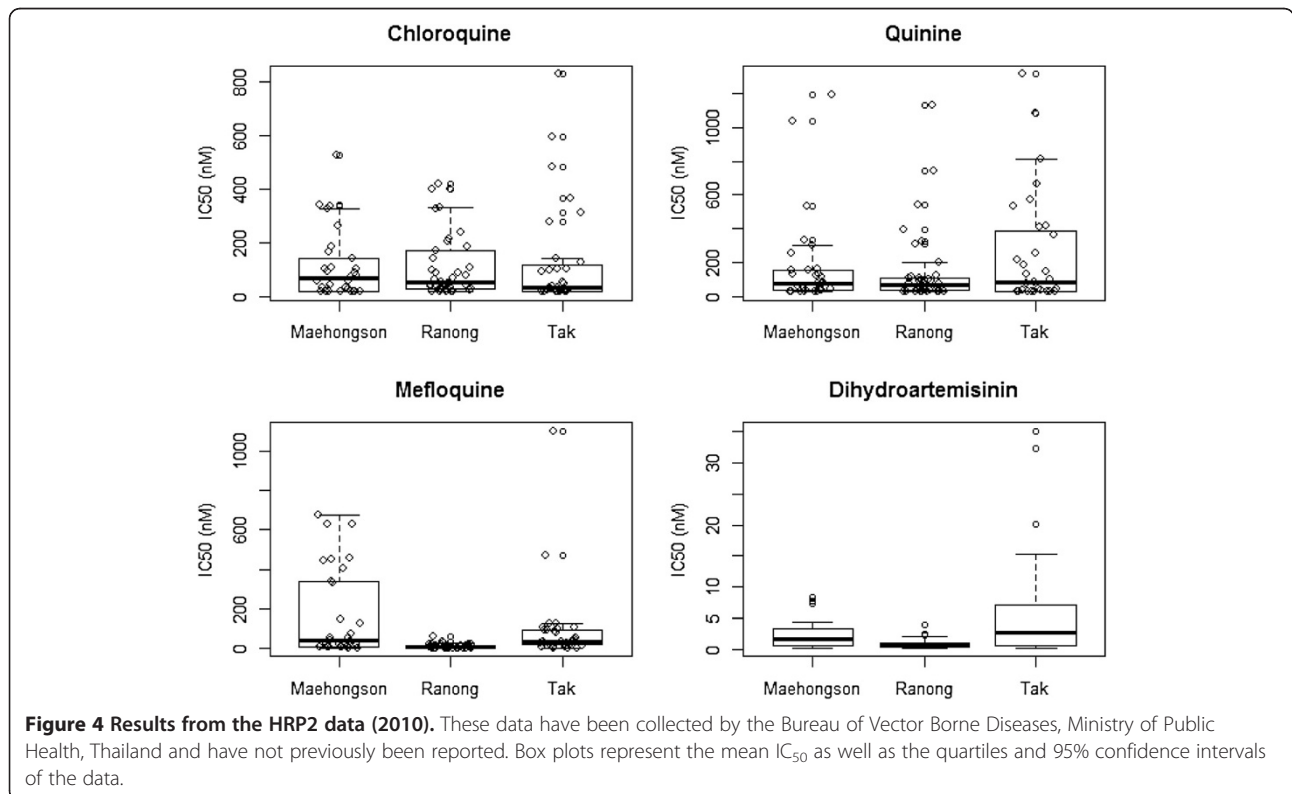 Chloroquine
IC50 (nM)
800
600
400
200
0
Maehongson Ranong Tak
Quinine
IC50 (nM)
1000
600
200
0
Maehongson Ranong Tak
Mefloquine
IC50 (nM)
1000
600
200
0
Maehongson Ranong Tak
Dihydroartemisinin
IC50 (nM)
30
20
10
5
0
Maehongson Ranong Tak
Figure 4 Results from the HRP2 data (2010). These data have been collected by the Bureau of Vector Borne Diseases, Ministry of Public
Health, Thailand and have not previously been reported. Box plots represent the mean IC₅₀ as well as the quartiles and 95% confidence intervals
of the data.